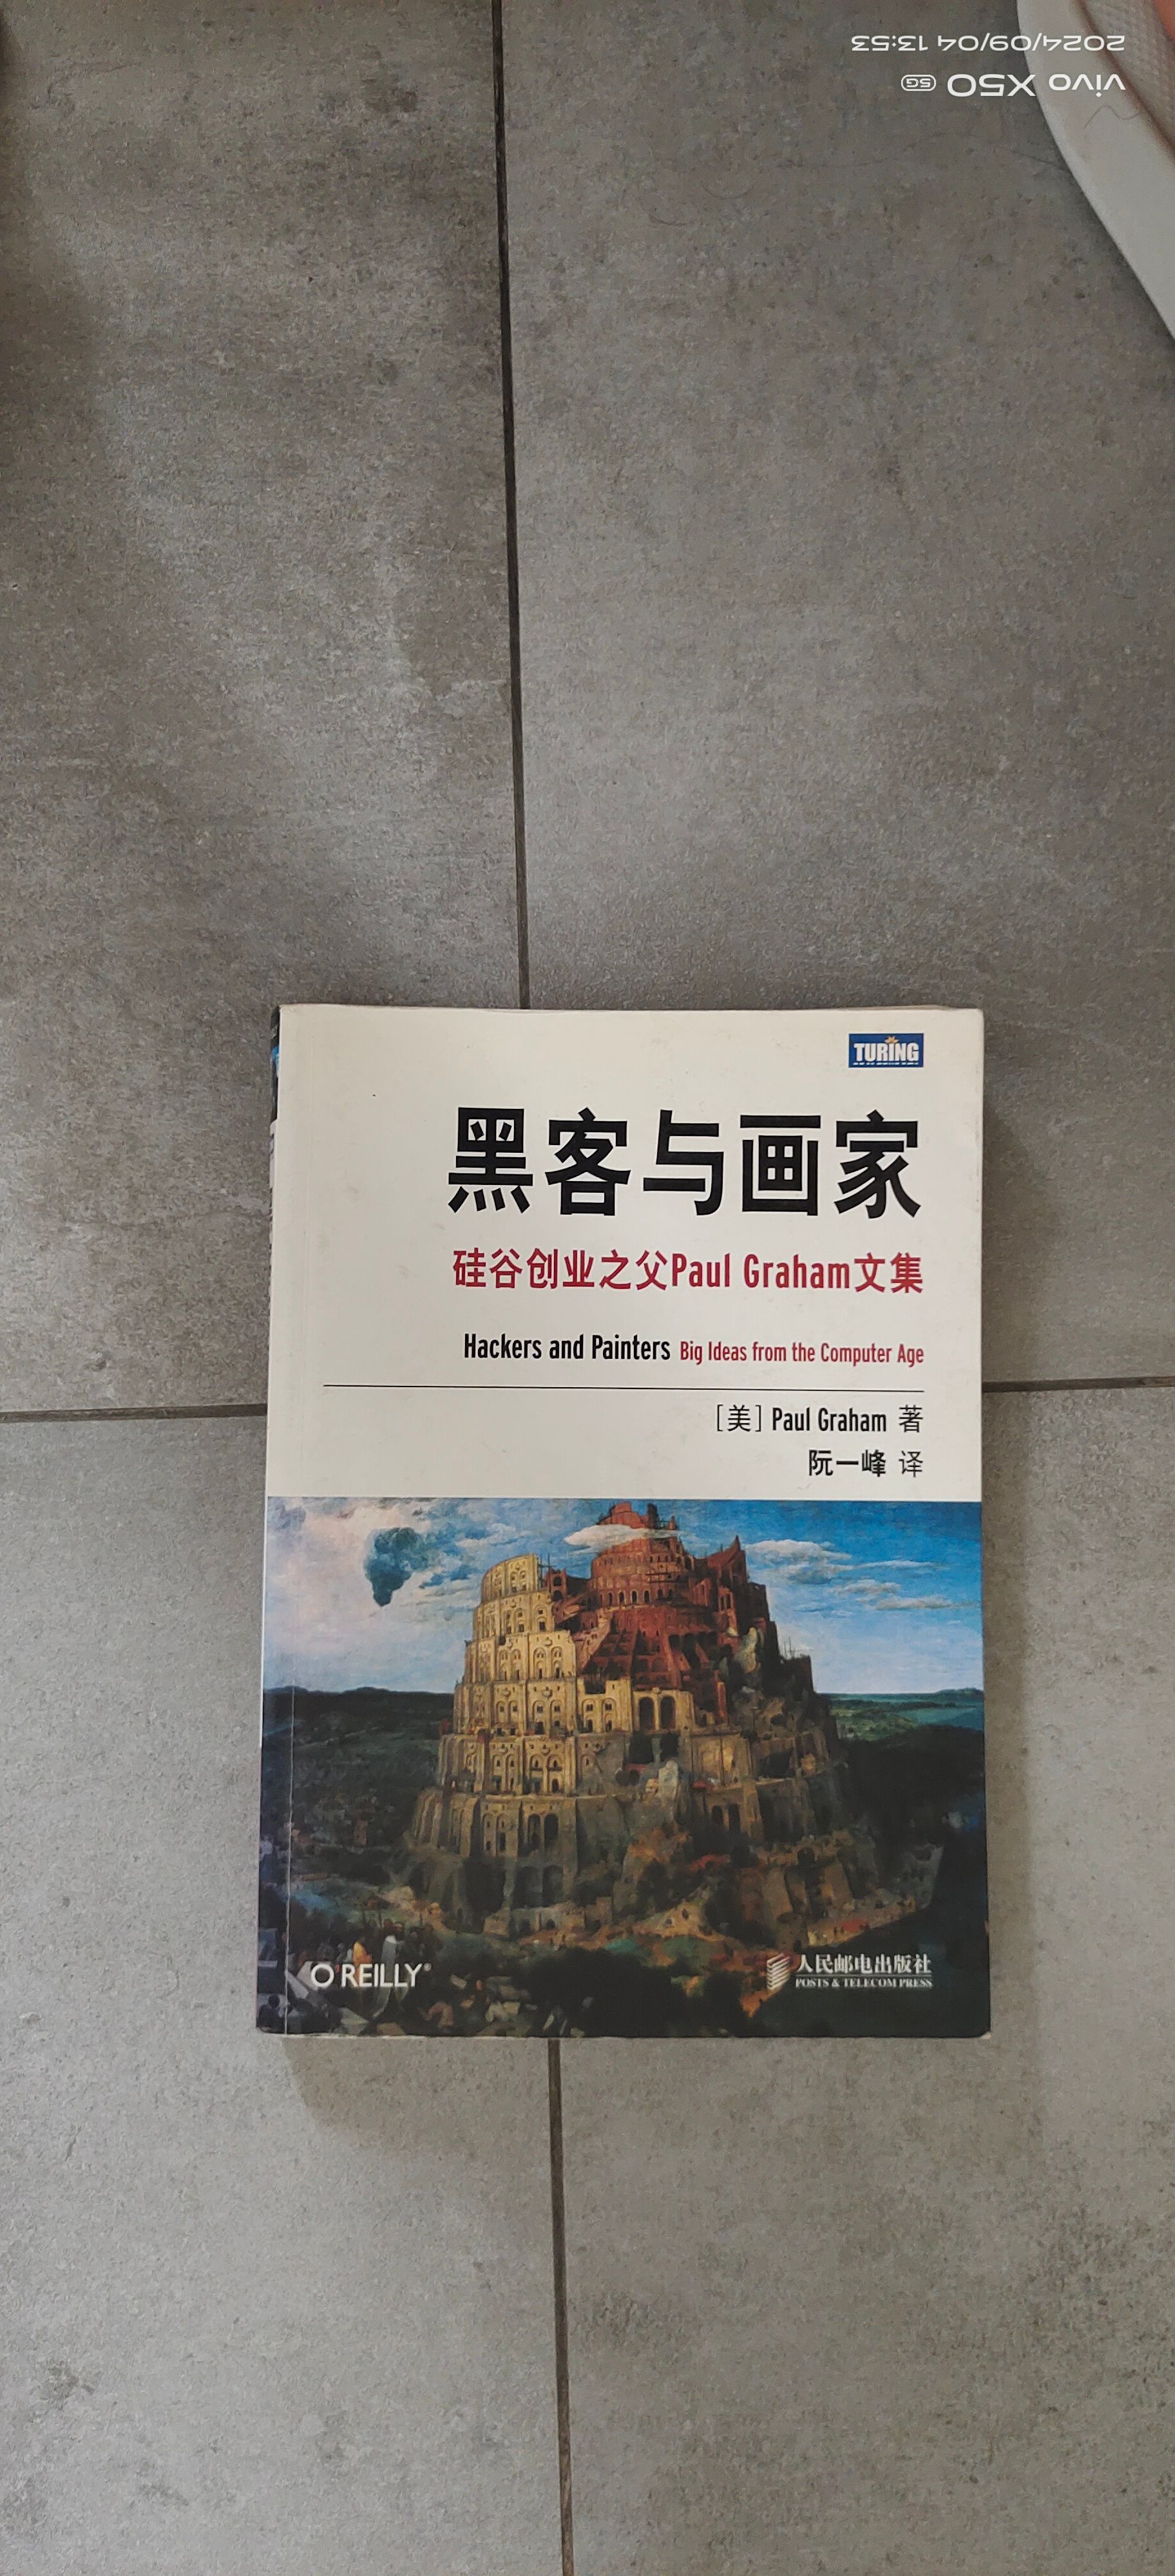 TURING
黑客与画家
硅谷创业之父Paul Graham文集
Hackers and Painters Big Ideas from the Computer Age
[美] Paul Graham 著
阮一峰 译
O'REILLY®
人民邮电出版社
POSTS & TELECOM PRESS
vivo X50 5G
2024/09/04 13:53